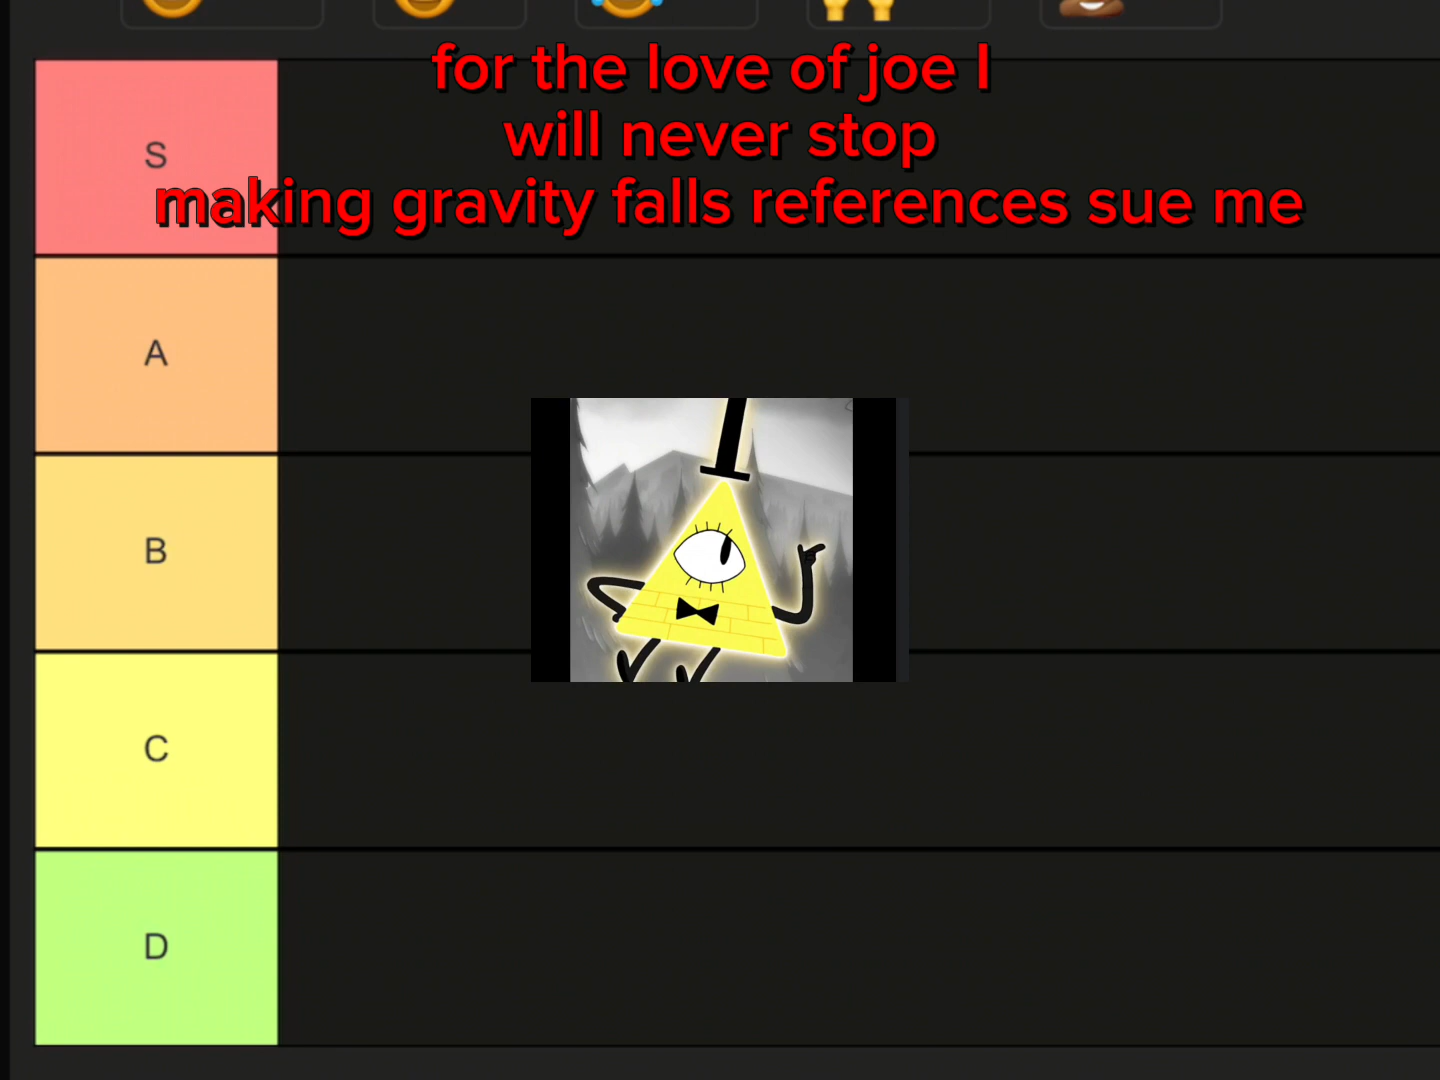 for the love of joe I
will never stop
making gravity falls references sue me
S
A
B
C
D